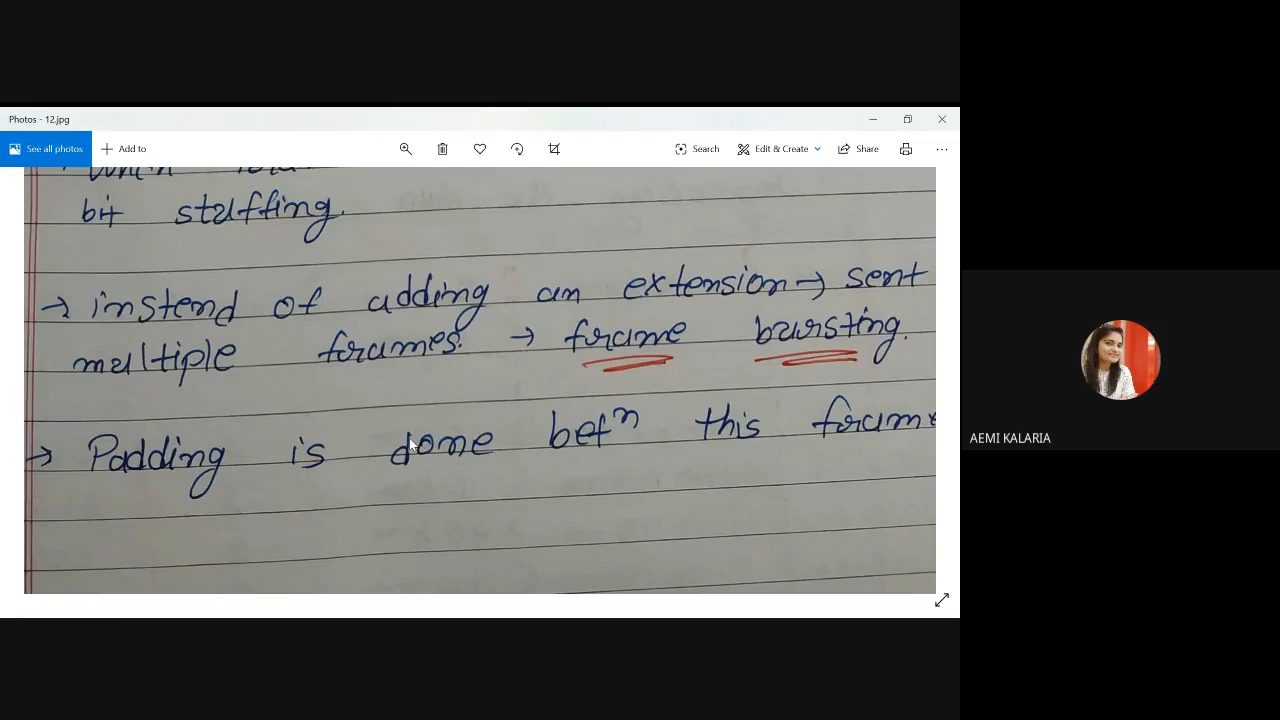 Photos - 12.jpg
See all photos
Add to
Search
Edit & Create
Share
bit stuffing.
→ instend of adding an extension → sent
multiple frames. → frame bursting.
→ Padding is done betn this frame
AEMI KALARIA